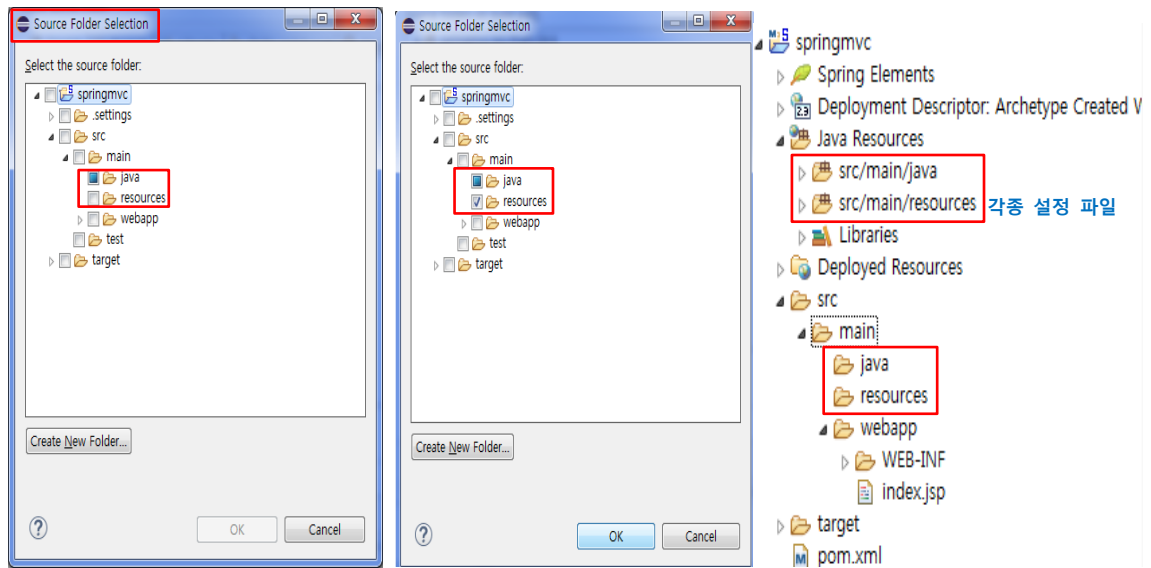 Source Folder Selection
Select the source folder:
springmvc
.settings
src
main
java
resources
webapp
test
target
Create New Folder...
OK
Cancel
Source Folder Selection
Select the source folder:
springmvc
.settings
src
main
java
resources
webapp
test
target
Create New Folder...
OK
Cancel
springmvc
Spring Elements
Deployment Descriptor: Archetype Created W
Java Resources
src/main/java
src/main/resources 각종 설정 파일
Libraries
Deployed Resources
src
main
java
resources
webapp
WEB-INF
index.jsp
target
pom.xml